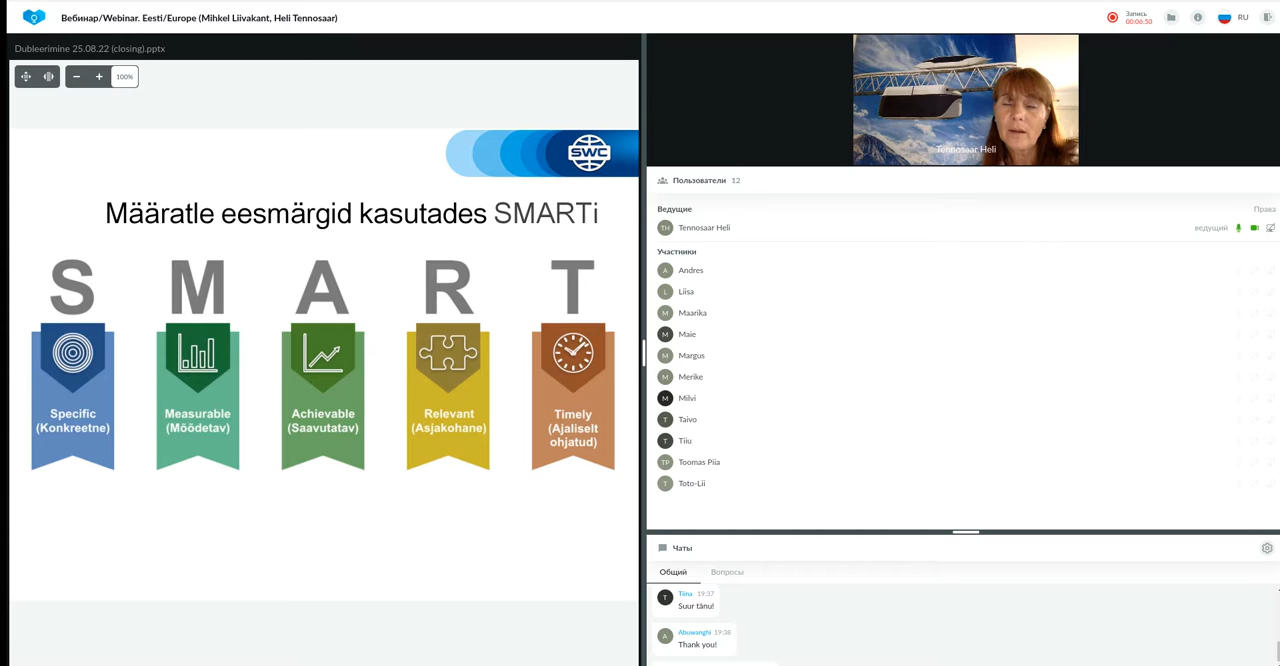 Вебинар/Webinar. Eesti/Europe (Mihkel Liivakant, Heli Tennosaar)
Запись
00:06:50
RU
Dubleerimine 25.08.22 (closing).pptx
100%
SWC
Määratle eesmärgid kasutades SMARTi
S M A R T
Specific
(Konkreetne)
Measurable
(Mõõdetav)
Achievable
(Saavutatav)
Relevant
(Asjakohane)
Timely
(Ajaliselt
ohjatud)
Tennosaar Heli
Пользователи 12
Ведущие Права
TH Tennosaar Heli ведущий
Участники
A Andres
L Liisa
M Maarika
M Maie
M Margus
M Merike
M Milvi
T Taivo
T Tiiu
TP Toomas Piia
T Toto-Lii
Чаты
Общий Вопросы
T Tiina 19:37
Suur tänu!
A Abuwanghi 19:38
Thank you!